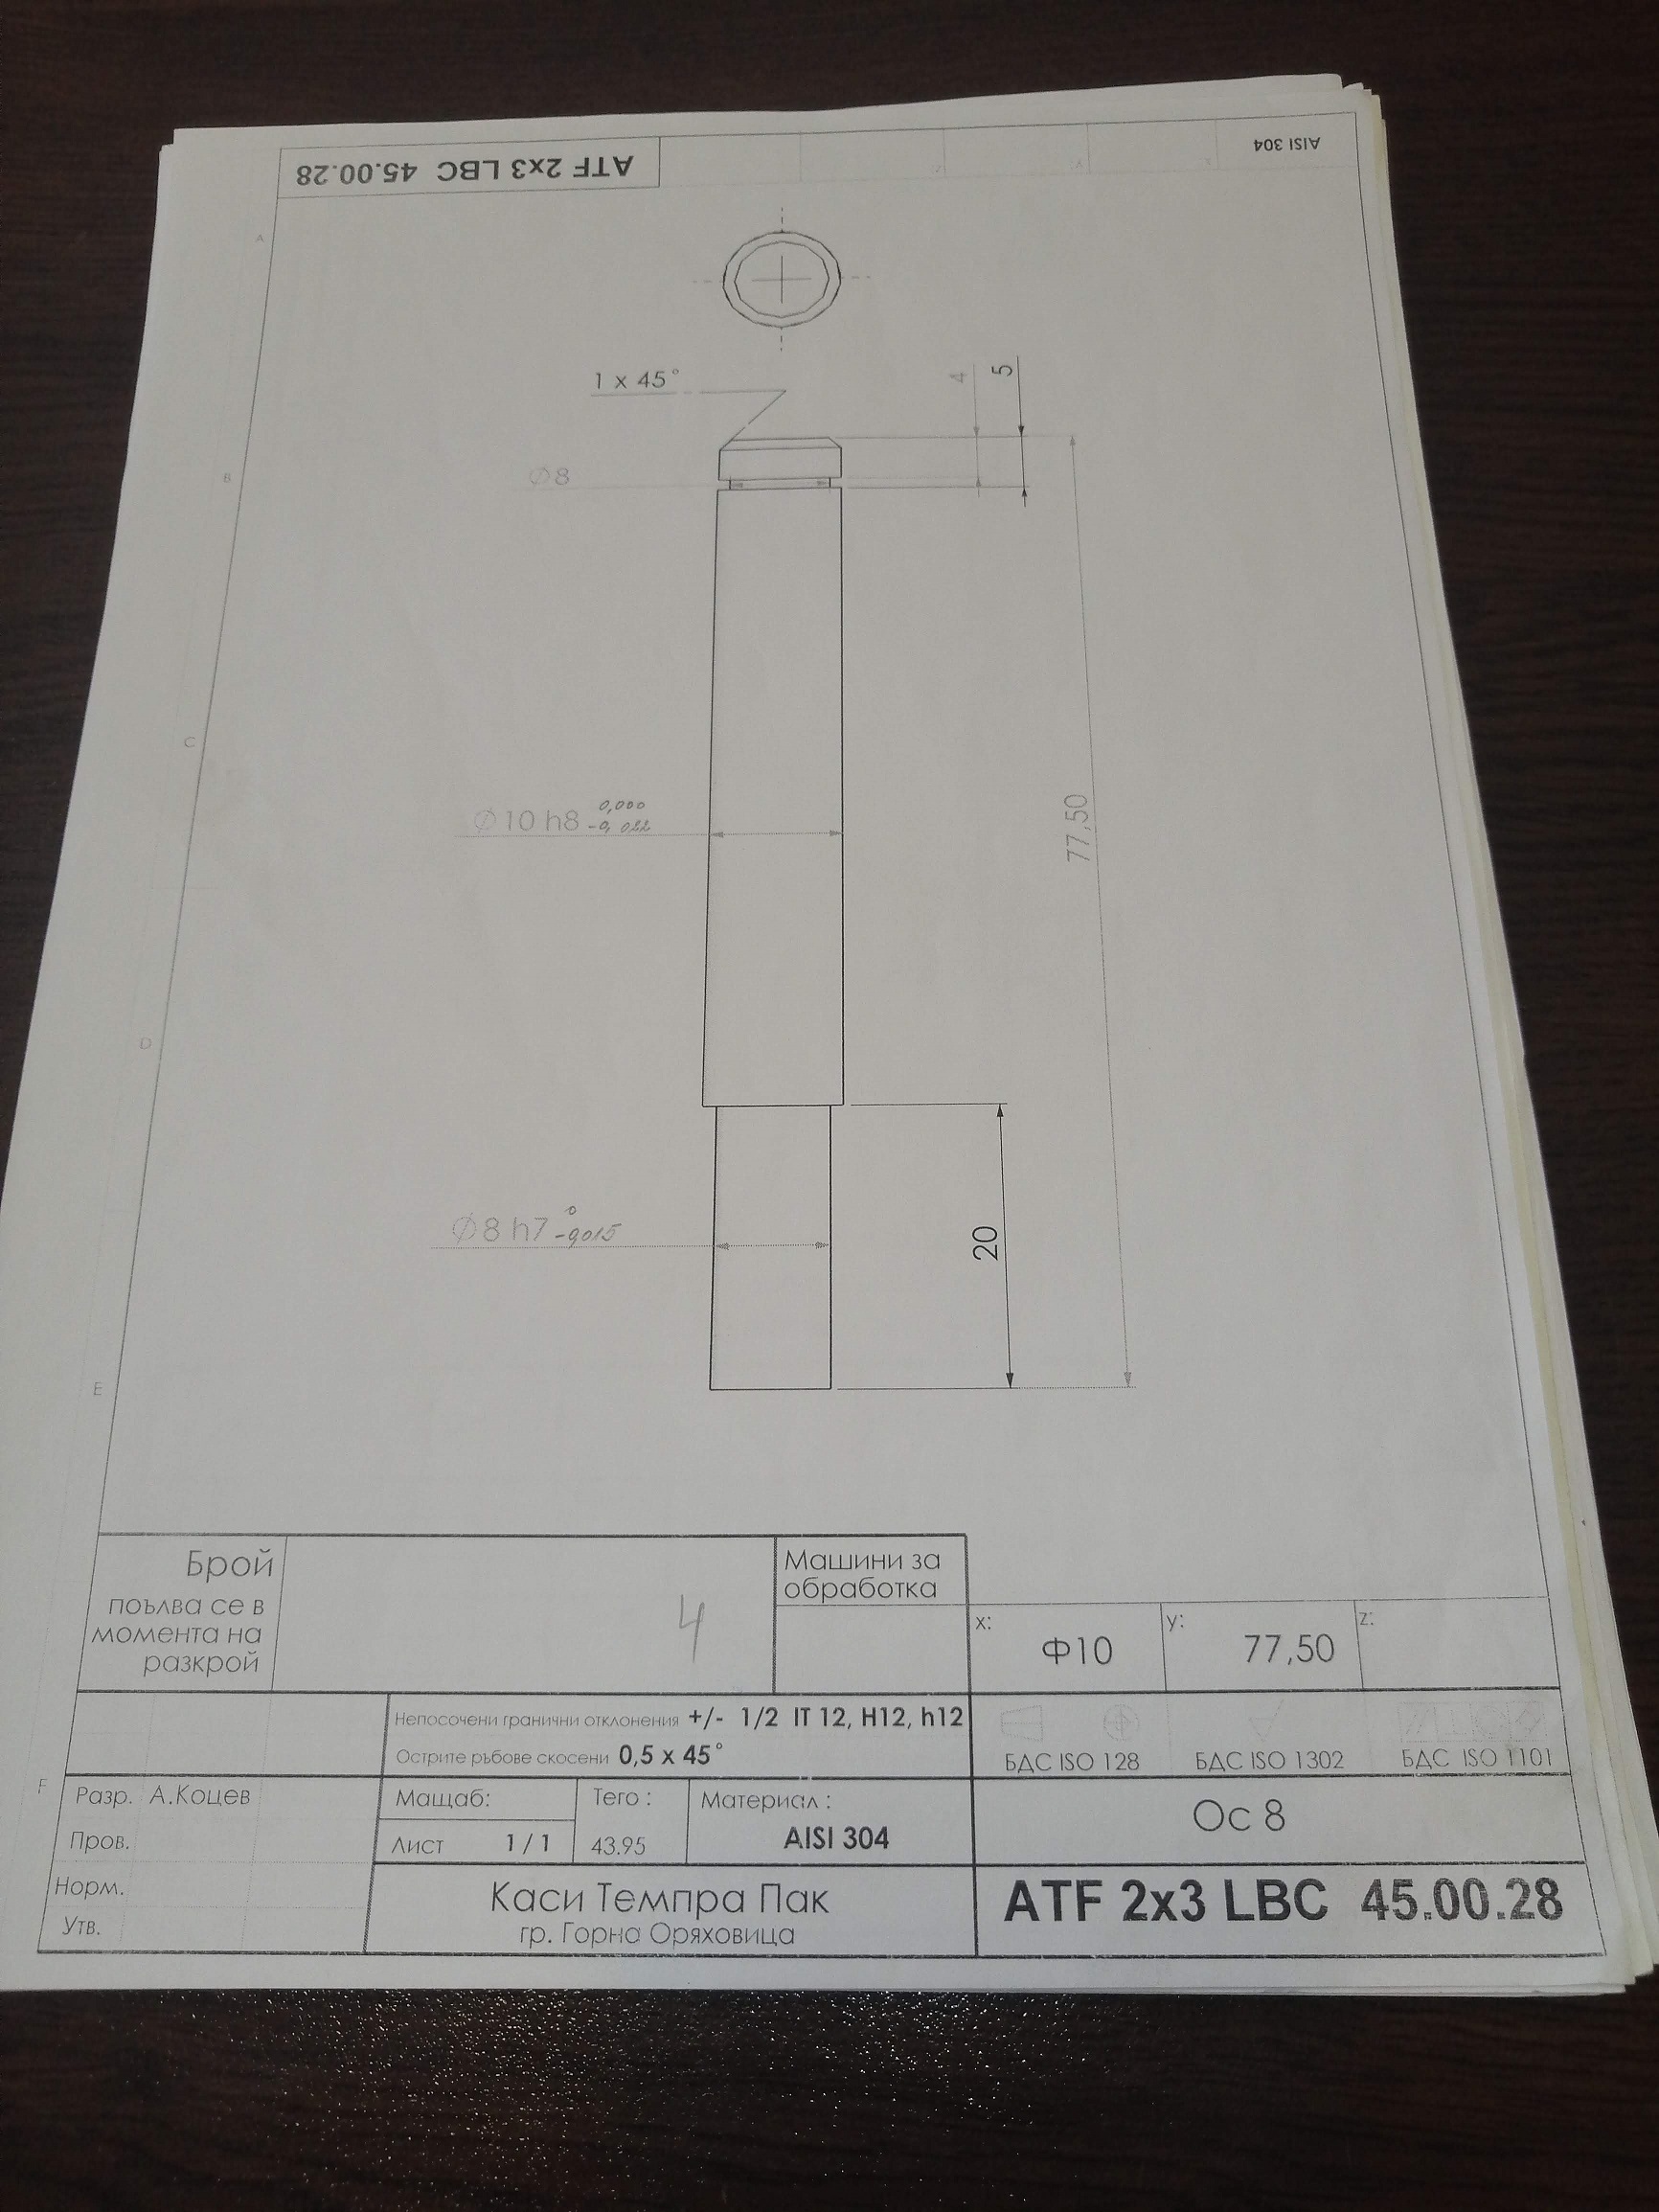 ATF 2x3 LBC 45.00.28
AISI 304
A
1 x 45°
4
5
Ø8
B
C
Ø10 h8 0,000
-0,022
77,50
D
Ø8 h7 0
-0,015
20
E
Брой
поълва се в
момента на
разкрой
4
Машини за
обработка
x:
Ф10
y:
77,50
z:
Непосочени гранични отклонения +/- 1/2 IT 12, H12, h12
Острите ръбове скосени 0,5 x 45°
БДС ISO 128
БДС ISO 1302
БДС ISO 1101
F
Разр. А.Коцев
Пров.
Норм.
Утв.
Мащаб:
Лист 1 / 1
Тегo :
43.95
Материал :
AISI 304
Ос 8
Каси Темпра Пак
гр. Горна Оряховица
ATF 2x3 LBC 45.00.28